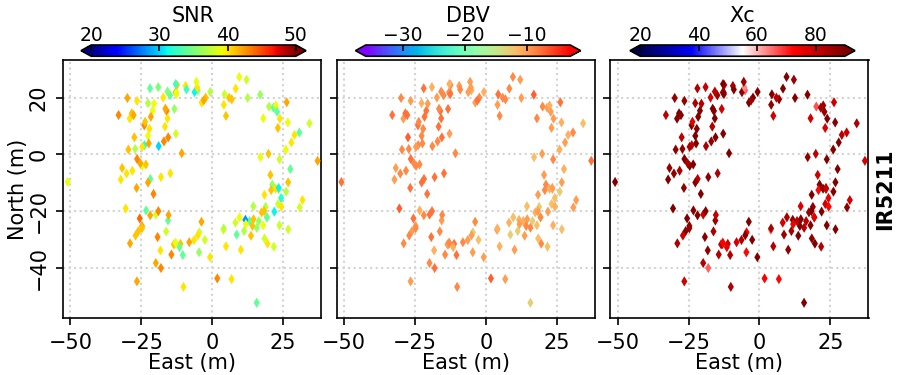 SNR DBV Xc
20 30 40 50 −30 −20 −10 20 40 60 80
20
0
−20
−40
North (m)
IR5211
−50 −25 0 25 −50 −25 0 25 −50 −25 0 25
East (m) East (m) East (m)